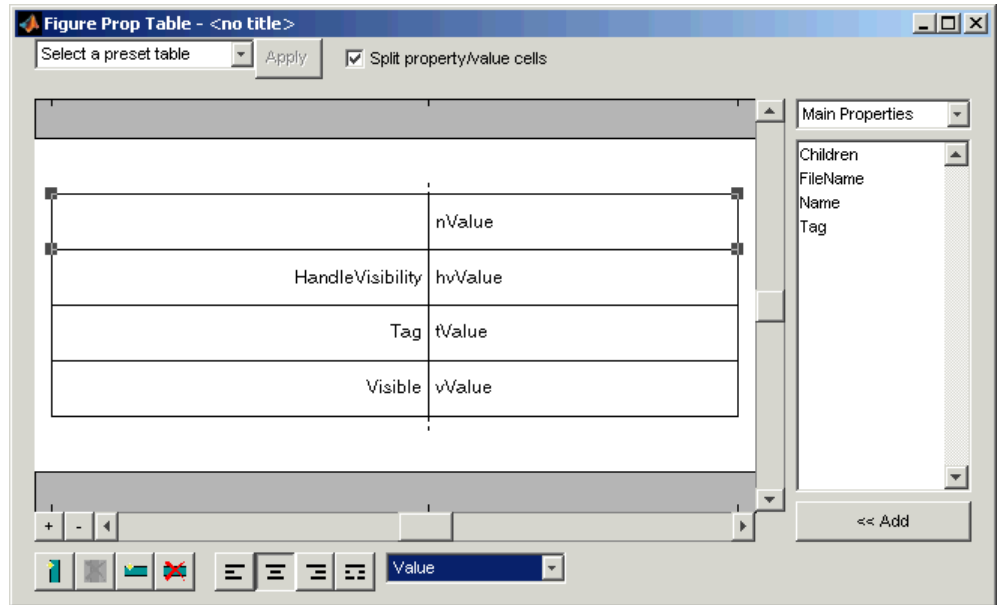 Figure Prop Table - <no title>
Select a preset table
Apply
Split property/value cells
Main Properties
Children
FileName
Name
Tag
nValue
HandleVisibility hvValue
Tag tValue
Visible vValue
+ -
<< Add
Value